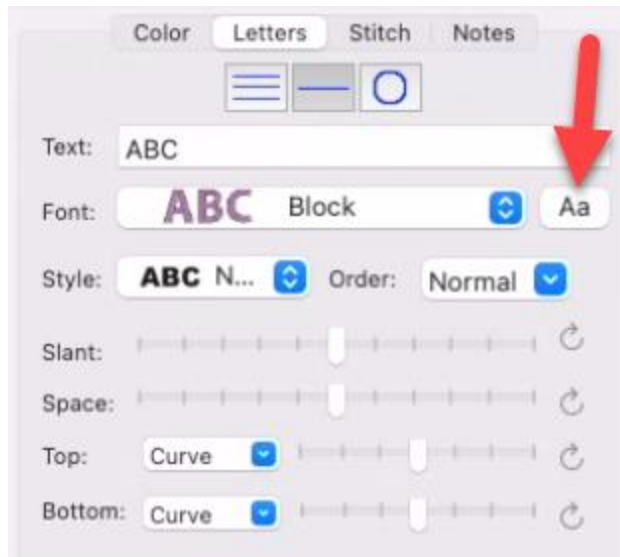 Color Letters Stitch Notes
Text: ABC
Font: ABC Block Aa
Style: ABC N... Order: Normal
Slant:
Space:
Top: Curve
Bottom: Curve